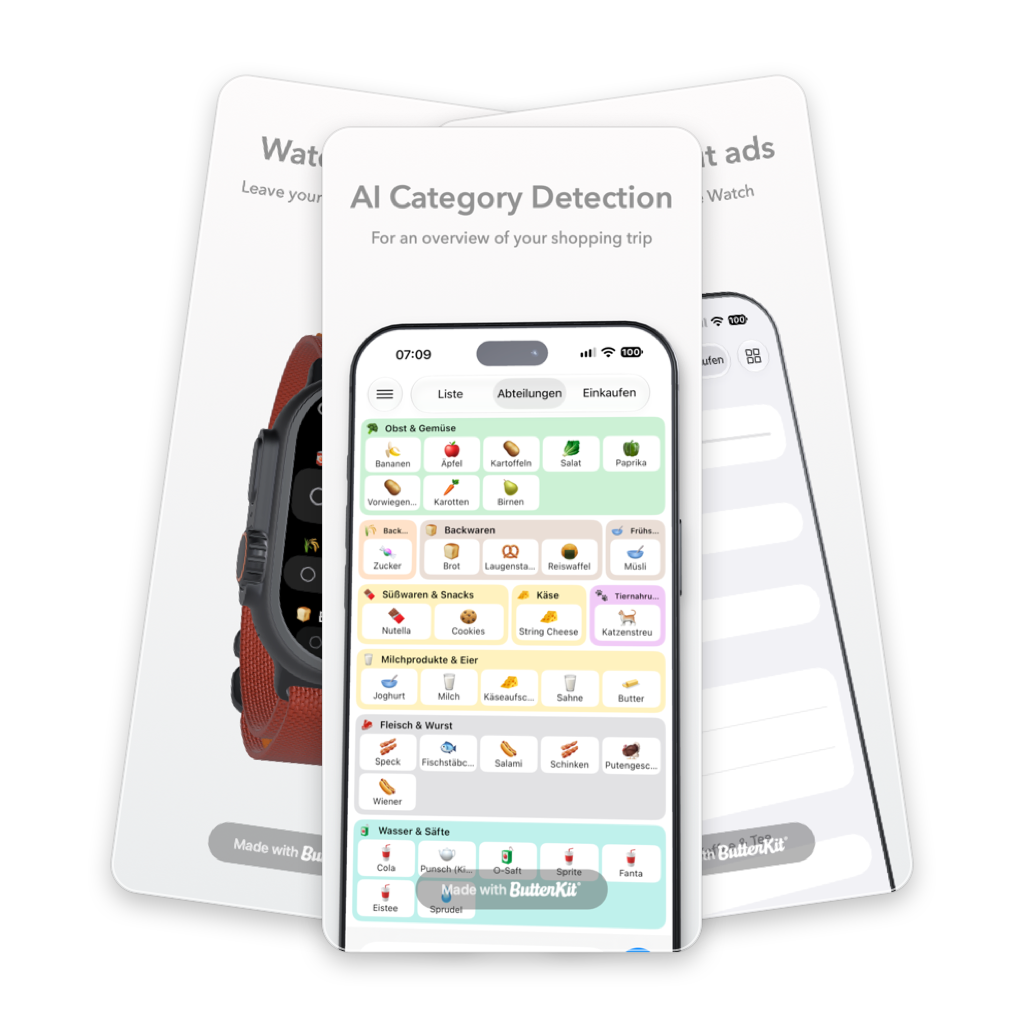 Wat
Leave your
Made with Bu
AI Category Detection
For an overview of your shopping trip
07:09
100
Liste Abteilungen Einkaufen
Obst & Gemüse
Bananen Äpfel Kartoffeln Salat Paprika
Vorwiegen... Karotten Birnen
Back... Backwaren Frühs...
Zucker Brot Laugensta... Reiswaffel Müsli
Süßwaren & Snacks Käse Tiernahru...
Nutella Cookies String Cheese Katzenstreu
Milchprodukte & Eier
Joghurt Milch Käseaufsc... Sahne Butter
Fleisch & Wurst
Speck Fischstäbc... Salami Schinken Putengesc...
Wiener
Wasser & Säfte
Cola Punsch (Ki... O-Saft Sprite Fanta
Made with ButterKit
Eistee Sprudel
t ads
Watch
100
ufen
& Tee
th ButterKit